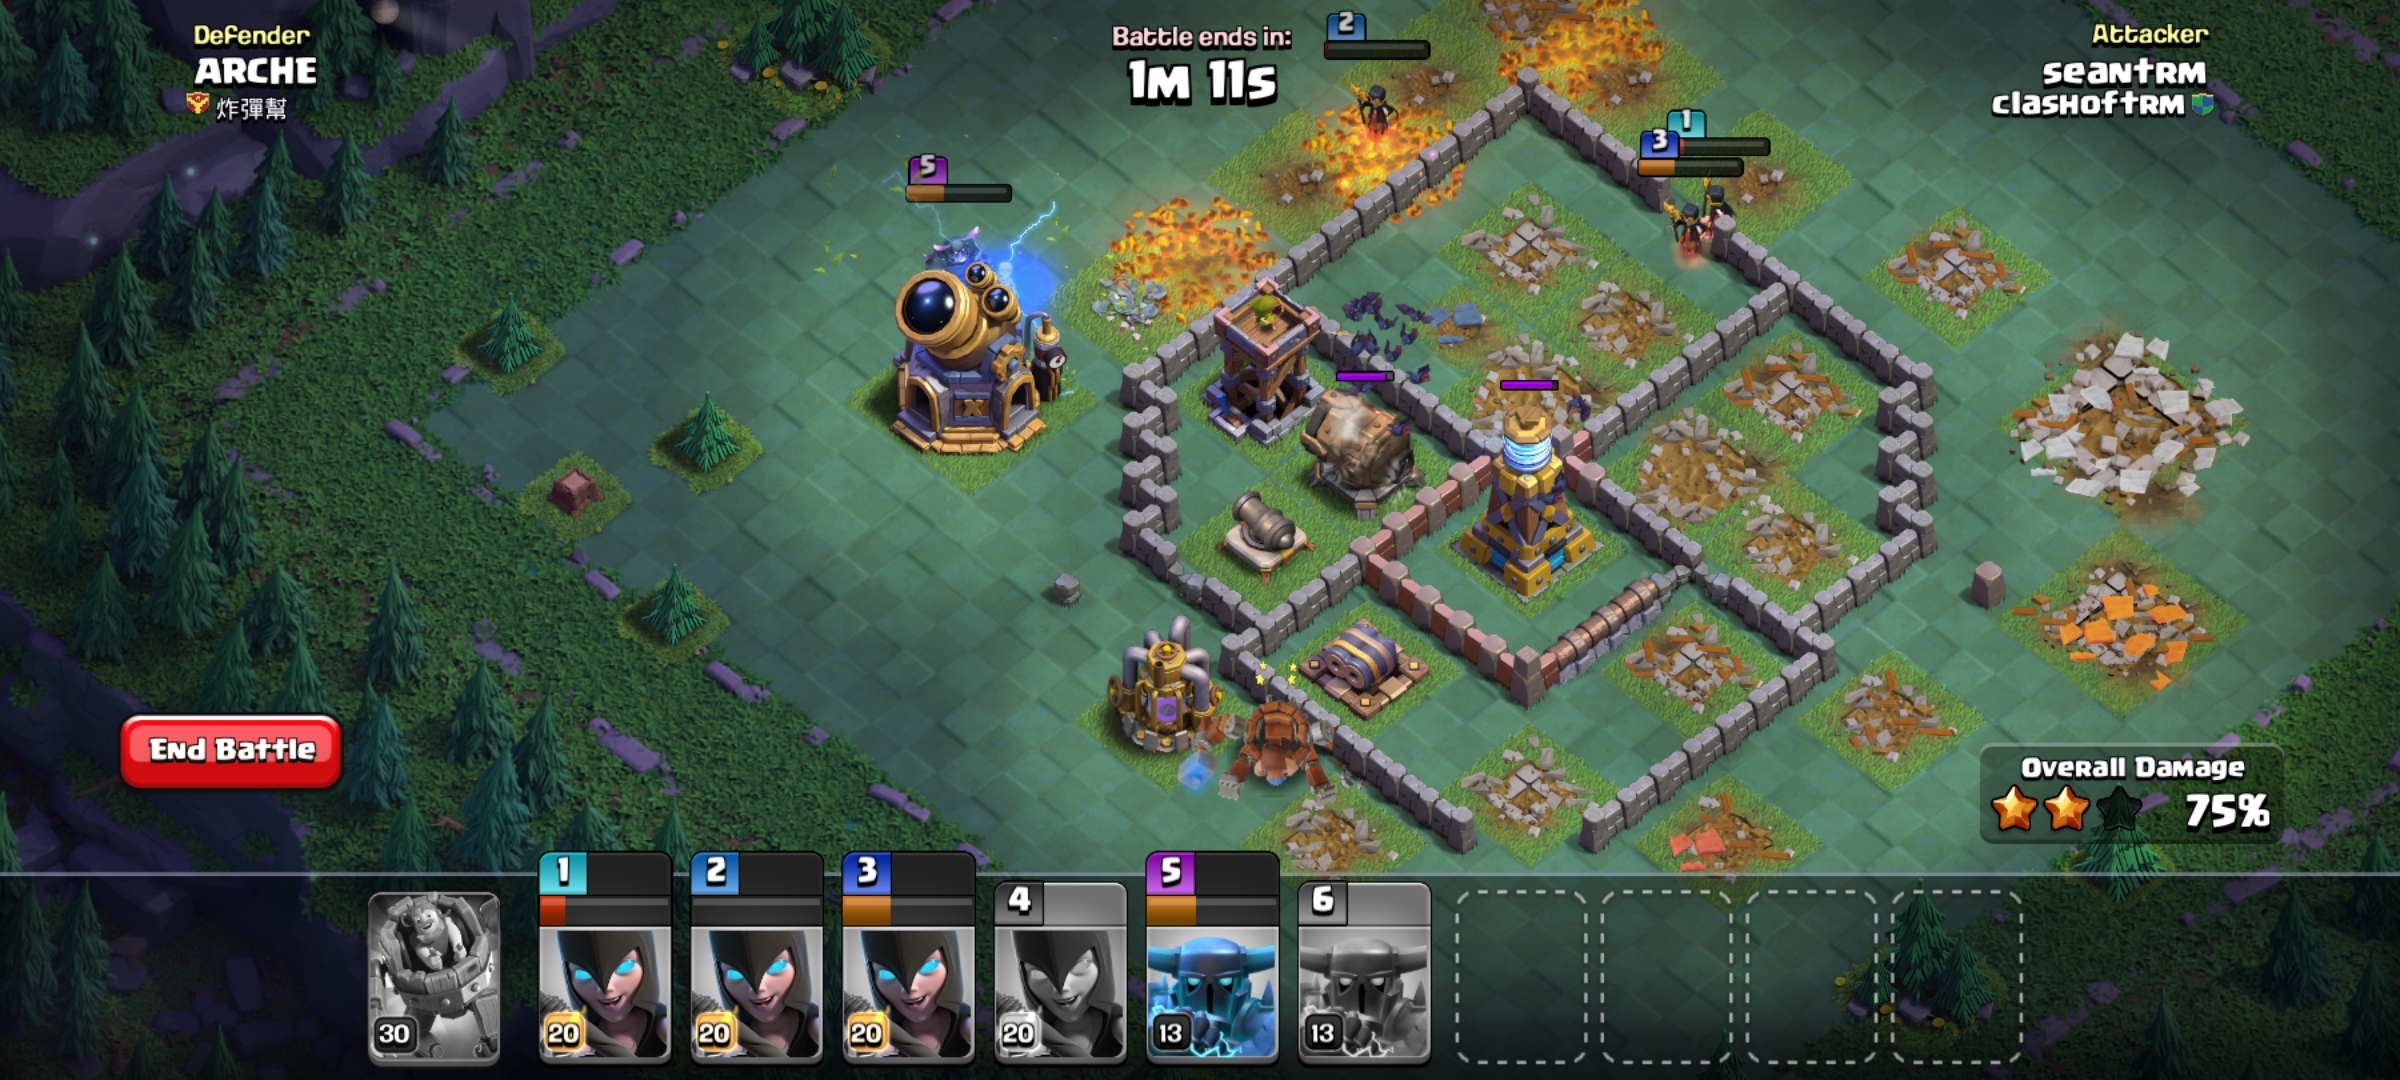 Defender
ARCHE
炸彈幫
Battle ends in:
1M 11s
2
Attacker
seantRM
clashoftRM
5
1
3
End Battle
Overall Damage
75%
1
2
3
4
5
6
30
20
20
20
20
13
13